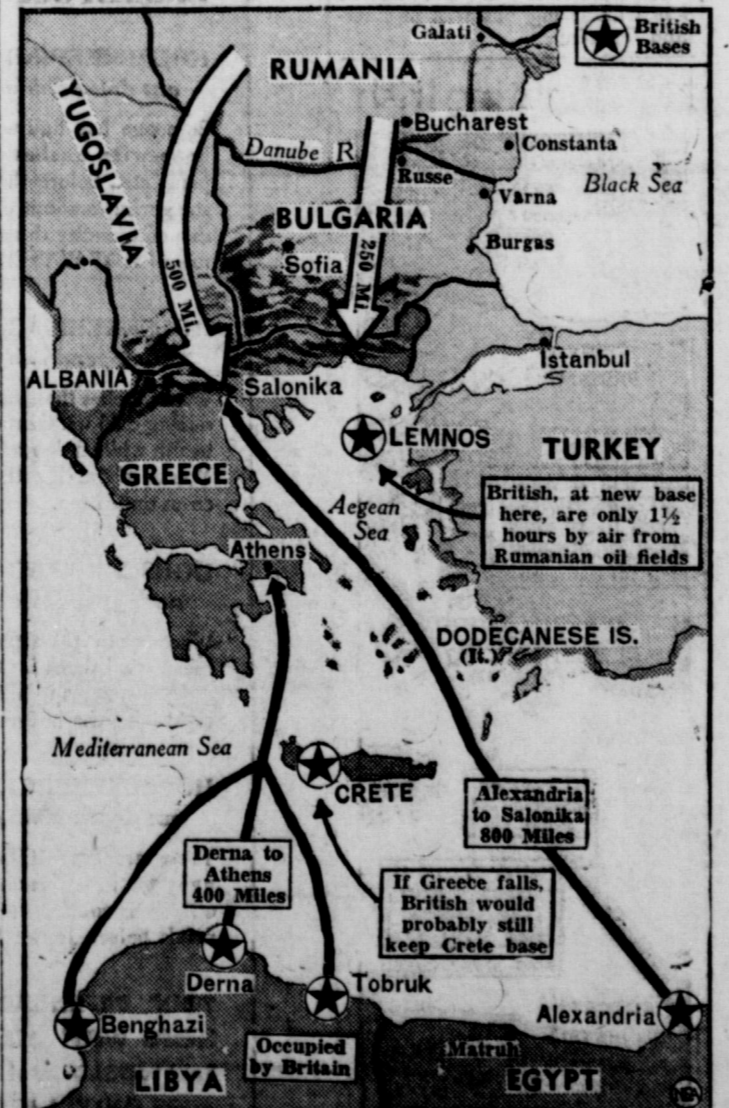 Galati
British
Bases
RUMANIA
YUGOSLAVIA
Bucharest
Constanta
Danube R
Russe
Black Sea
Varna
BULGARIA
Burgas
Sofia
500 MI.
250 MI.
Istanbul
ALBANIA
Salonika
LEMNOS
TURKEY
GREECE
British, at new base
here, are only 1½
hours by air from
Rumanian oil fields
Aegean
Sea
Athens
DODECANESE IS.
(It.)
Mediterranean Sea
CRETE
Alexandria
to Salonika
800 Miles
Derna to
Athens
400 Miles
If Greece falls,
British would
probably still
keep Crete base
Derna
Tobruk
Benghazi
Alexandria
Occupied
by Britain
Matruh
LIBYA
EGYPT
NEA